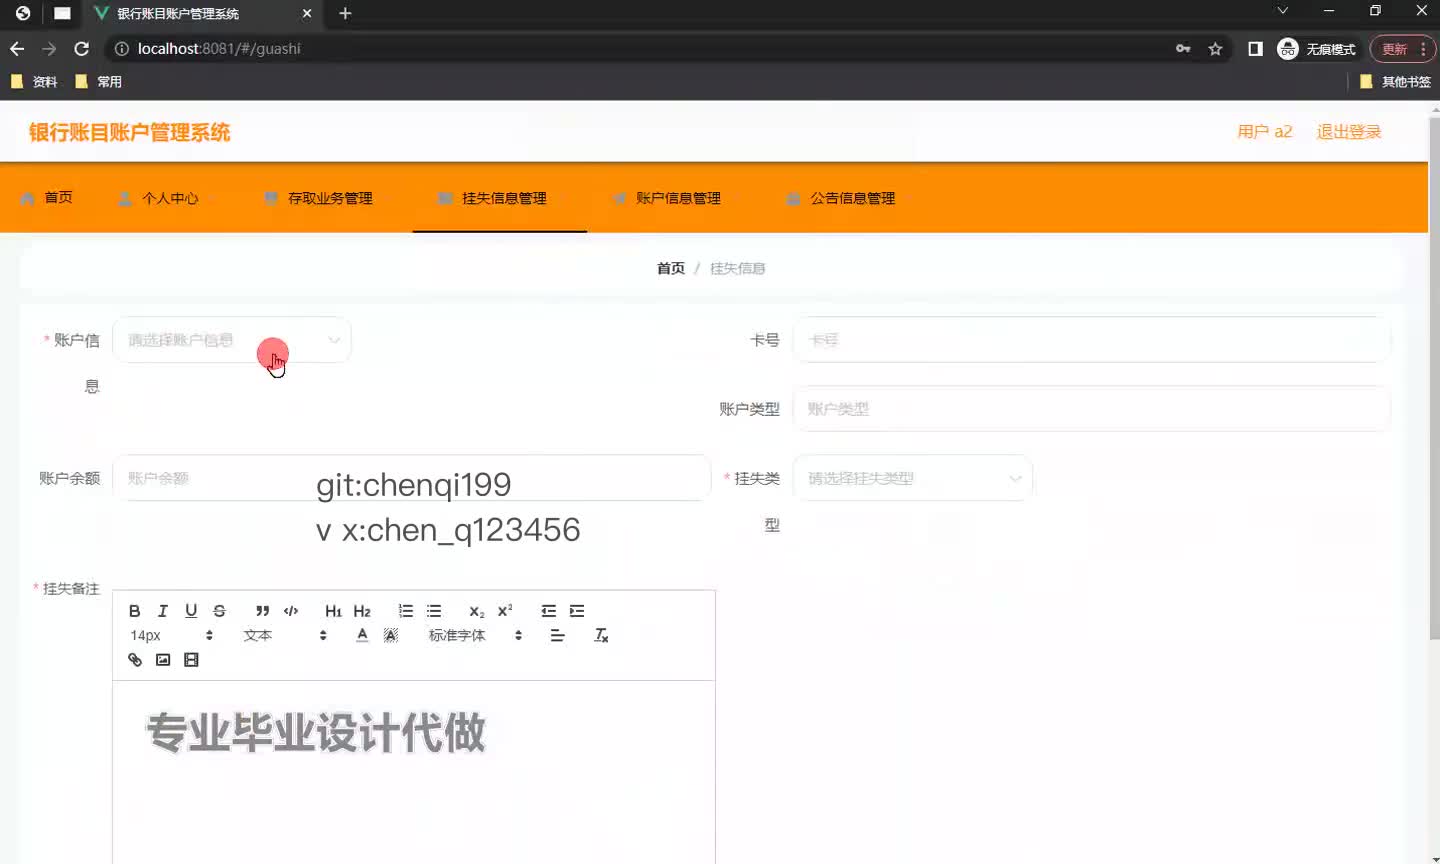 银行账目账户管理系统
localhost:8081/#/guashi
无痕模式
更新
资料
常用
其他书签
银行账目账户管理系统
用户 a2
退出登录
首页
个人中心
存取业务管理
挂失信息管理
账户信息管理
公告信息管理
首页 / 挂失信息
* 账户信息
请选择账户信息
卡号
卡号
账户类型
账户类型
账户余额
账户余额
* 挂失类型
请选择挂失类型
git:chenqi199
v x:chen_q123456
* 挂失备注
B I U S H1 H2 X2 X2
14px 文本 A A 标准字体 Tx
专业毕业设计代做